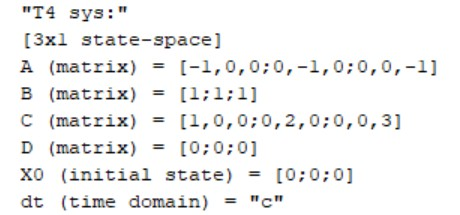 "T4 sys:"
[3x1 state-space]
A (matrix) = [-1,0,0;0,-1,0;0,0,-1]
B (matrix) = [1;1;1]
C (matrix) = [1,0,0;0,2,0;0,0,3]
D (matrix) = [0;0;0]
X0 (initial state) = [0;0;0]
dt (time domain) = "c"